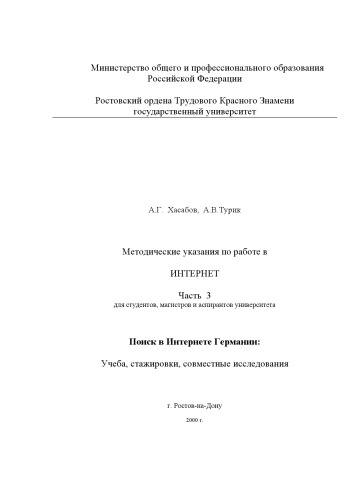 Министерство общего и профессионального образования
Российской Федерации
Ростовский ордена Трудового Красного Знамени
государственный университет
А.Г. Хасабов, А.В.Турик
Методические указания по работе в
ИНТЕРНЕТ
Часть 3
для студентов, магистров и аспирантов университета
Поиск в Интернете Германии:
Учеба, стажировки, совместные исследования
г. Ростов-на-Дону
2000 г.